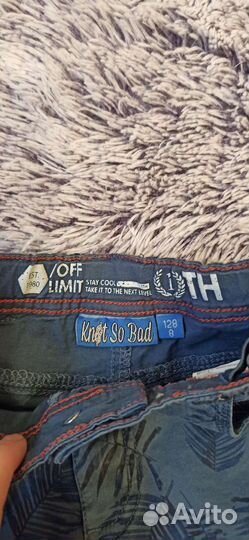 EST.
1980
/OFF
LIMIT
STAY COOL
TAKE IT TO THE NEXT LEVEL
1
TH
Knot So Bad
128
8
Avito